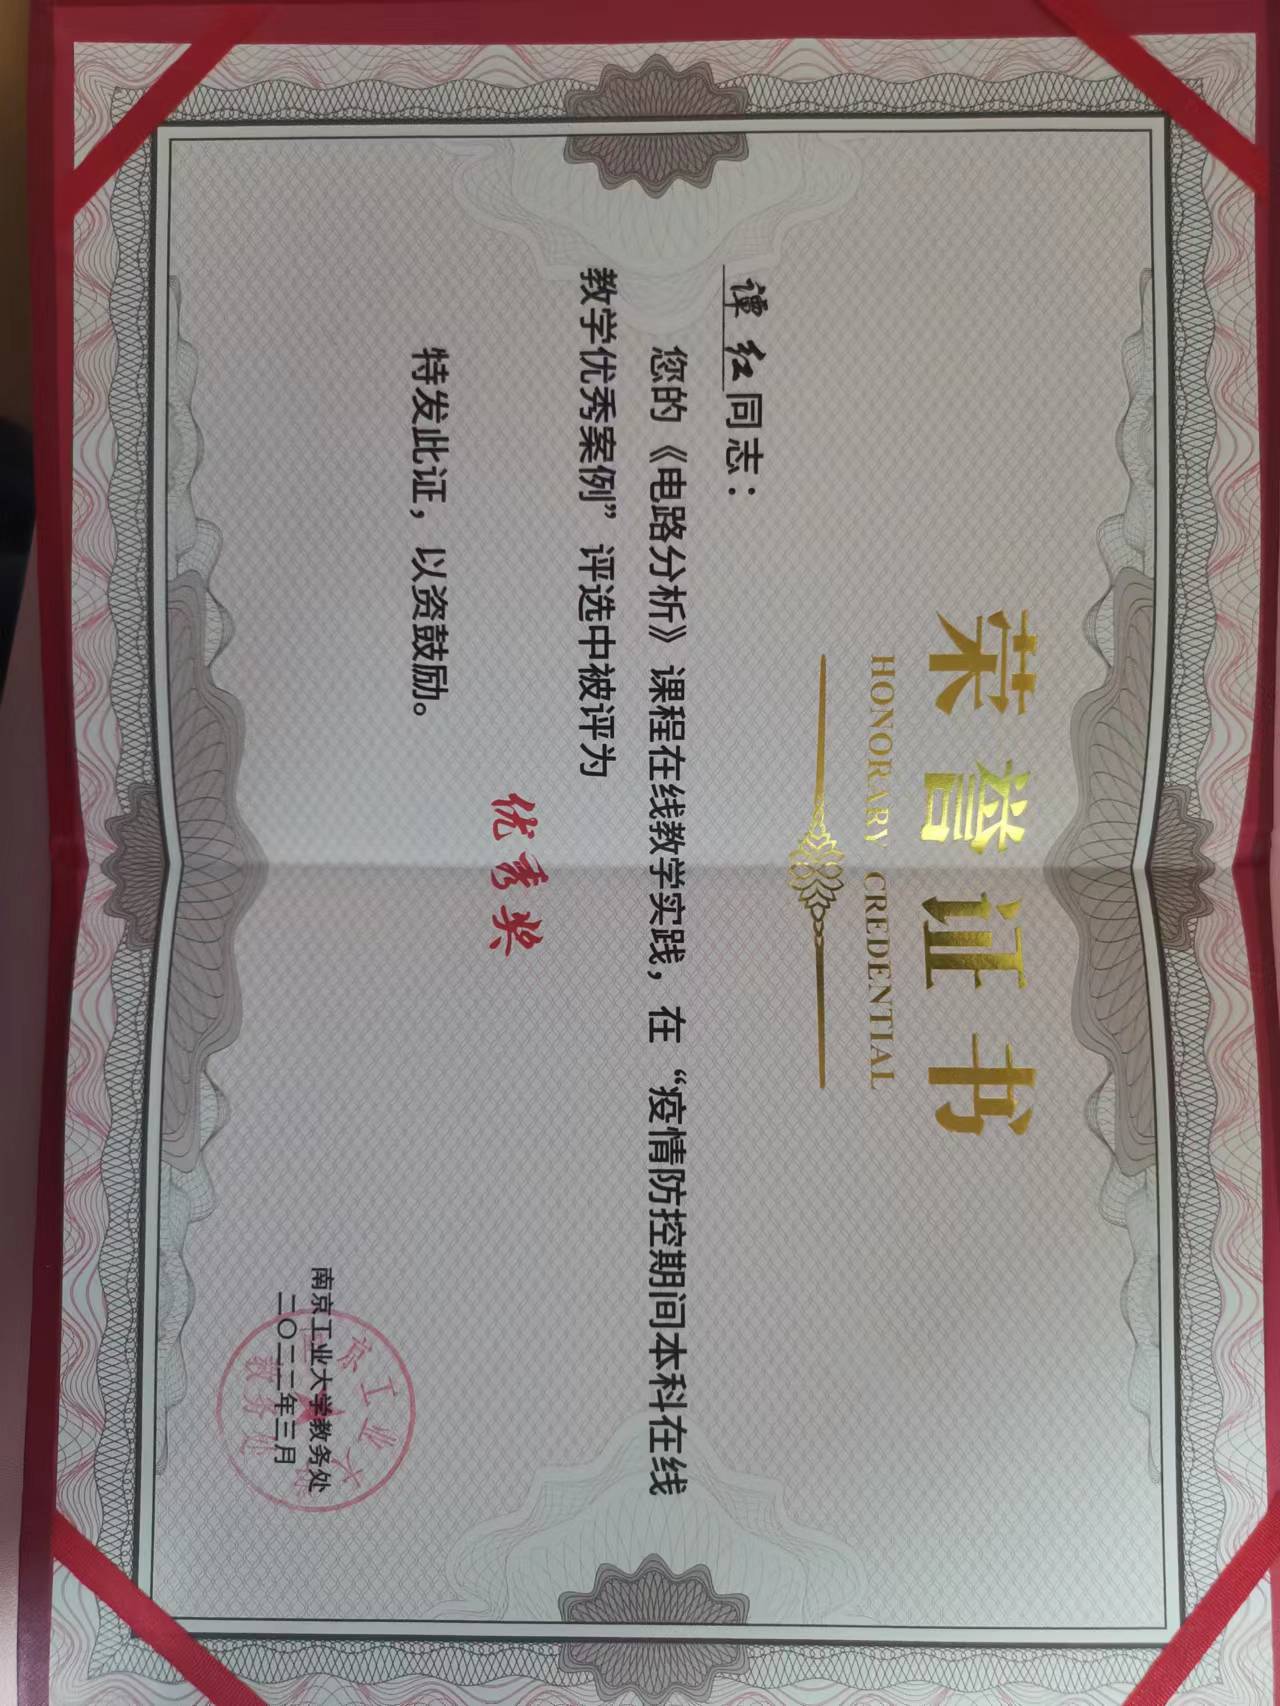 荣誉证书
HONORARY CREDENTIAL
谭红同志：
您的《电路分析》课程在线教学实践，在“疫情防控期间本科在线
教学优秀案例”评选中被评为
优秀奖
特发此证，以资鼓励。
南京工业大学教务处
二〇二二年三月